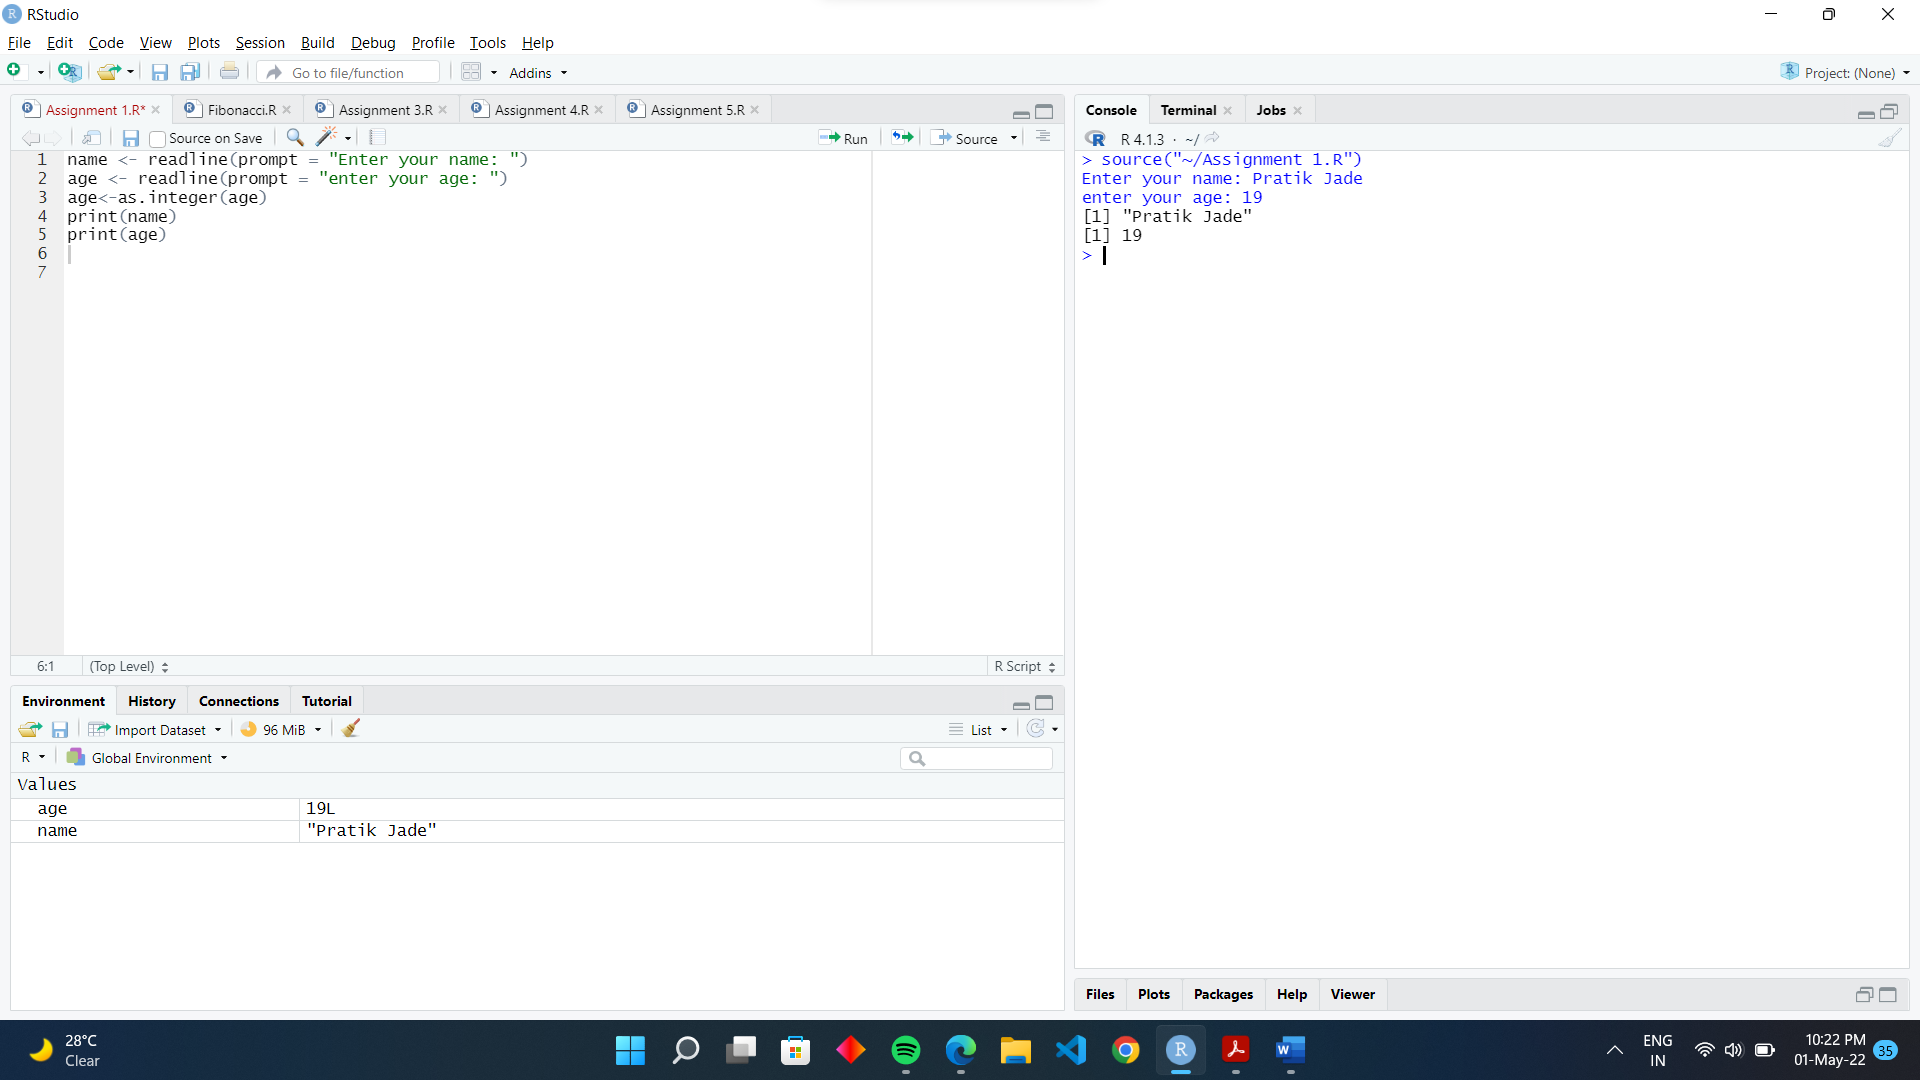 RStudio
File Edit Code View Plots Session Build Debug Profile Tools Help
Go to file/function Addins Project: (None)
Assignment 1.R* Fibonacci.R Assignment 3.R Assignment 4.R Assignment 5.R
Source on Save Run Source
1 name <- readline(prompt = "Enter your name: ")
2 age <- readline(prompt = "enter your age: ")
3 age<-as.integer(age)
4 print(name)
5 print(age)
6
7
6:1 (Top Level) R Script
Environment History Connections Tutorial
Import Dataset 96 MiB List
R Global Environment
Values
age 19L
name "Pratik Jade"
Console Terminal Jobs
R 4.1.3 · ~/
> source("~/Assignment 1.R")
Enter your name: Pratik Jade
enter your age: 19
[1] "Pratik Jade"
[1] 19
>
Files Plots Packages Help Viewer
28°C
Clear
ENG
IN
10:22 PM
01-May-22
35